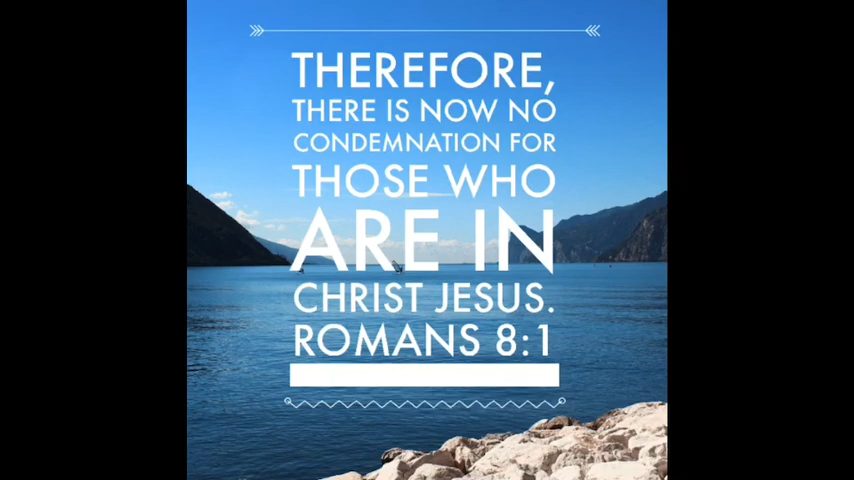 THEREFORE,
THERE IS NOW NO
CONDEMNATION FOR
THOSE WHO
ARE IN
CHRIST JESUS.
ROMANS 8:1